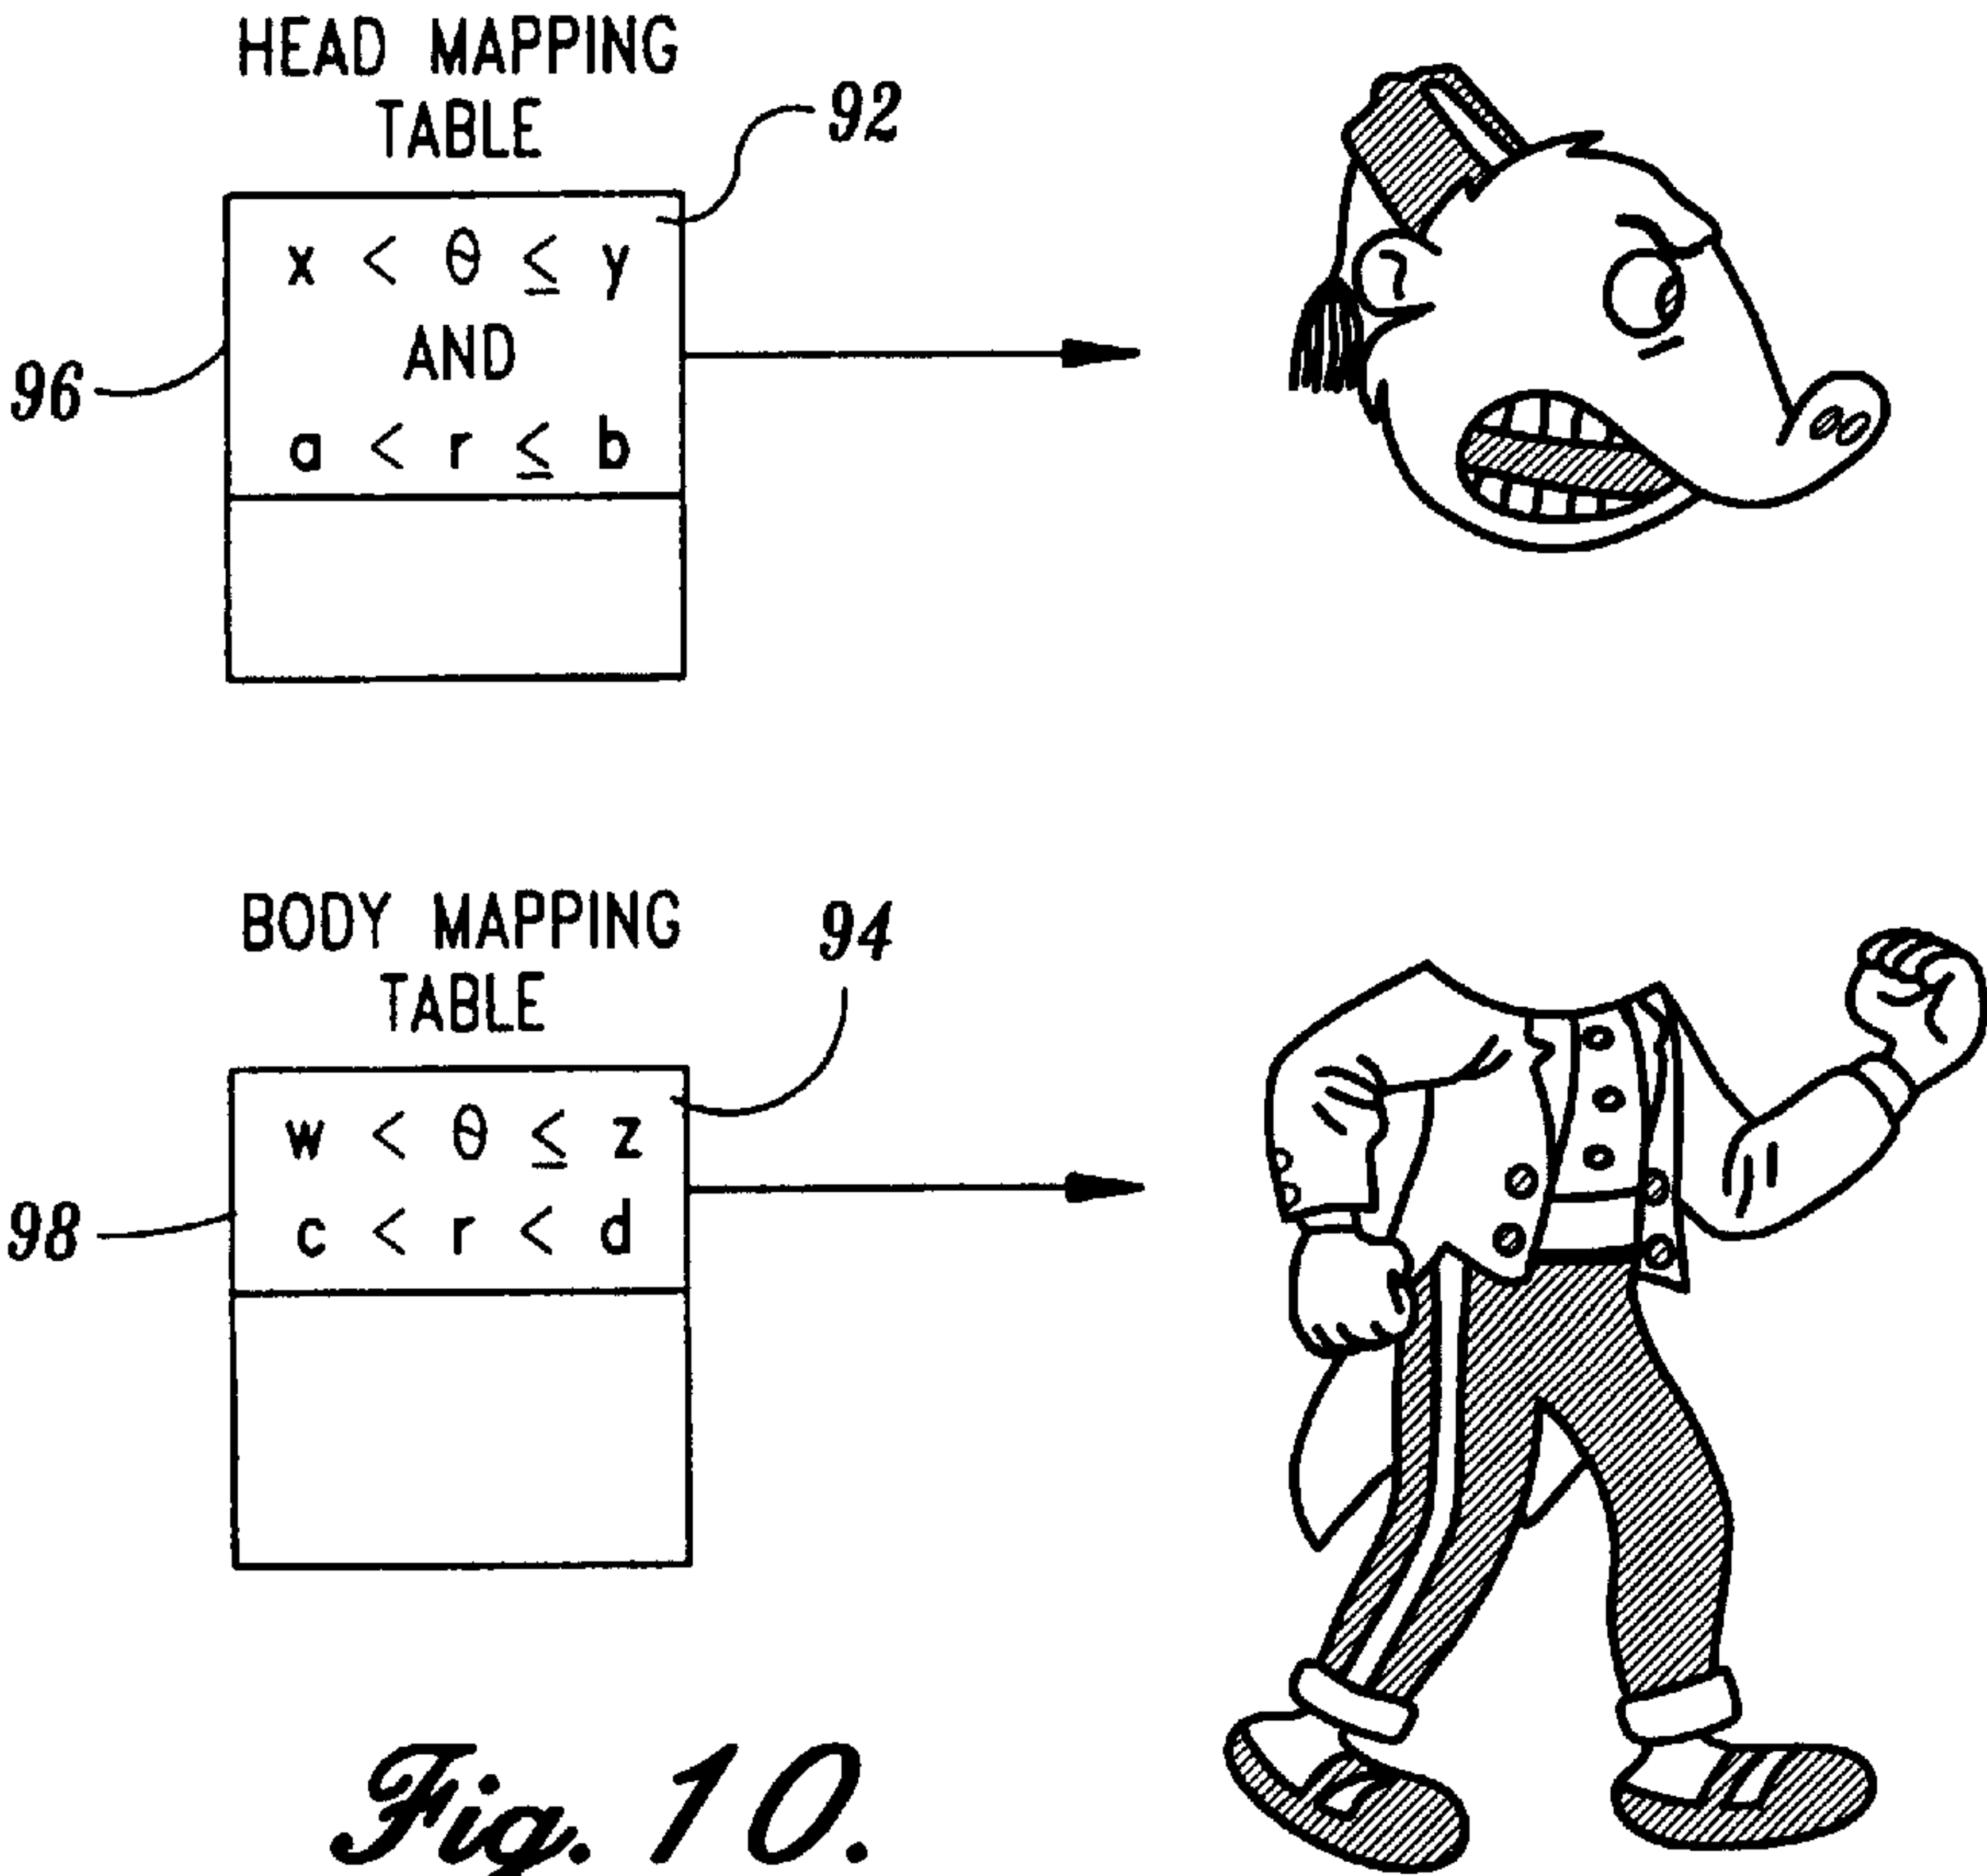 HEAD MAPPING
TABLE
92
x < θ ≤ y
AND
a < r ≤ b
96
BODY MAPPING
TABLE
94
w < θ ≤ z
c < r < d
98
Fig. 10.